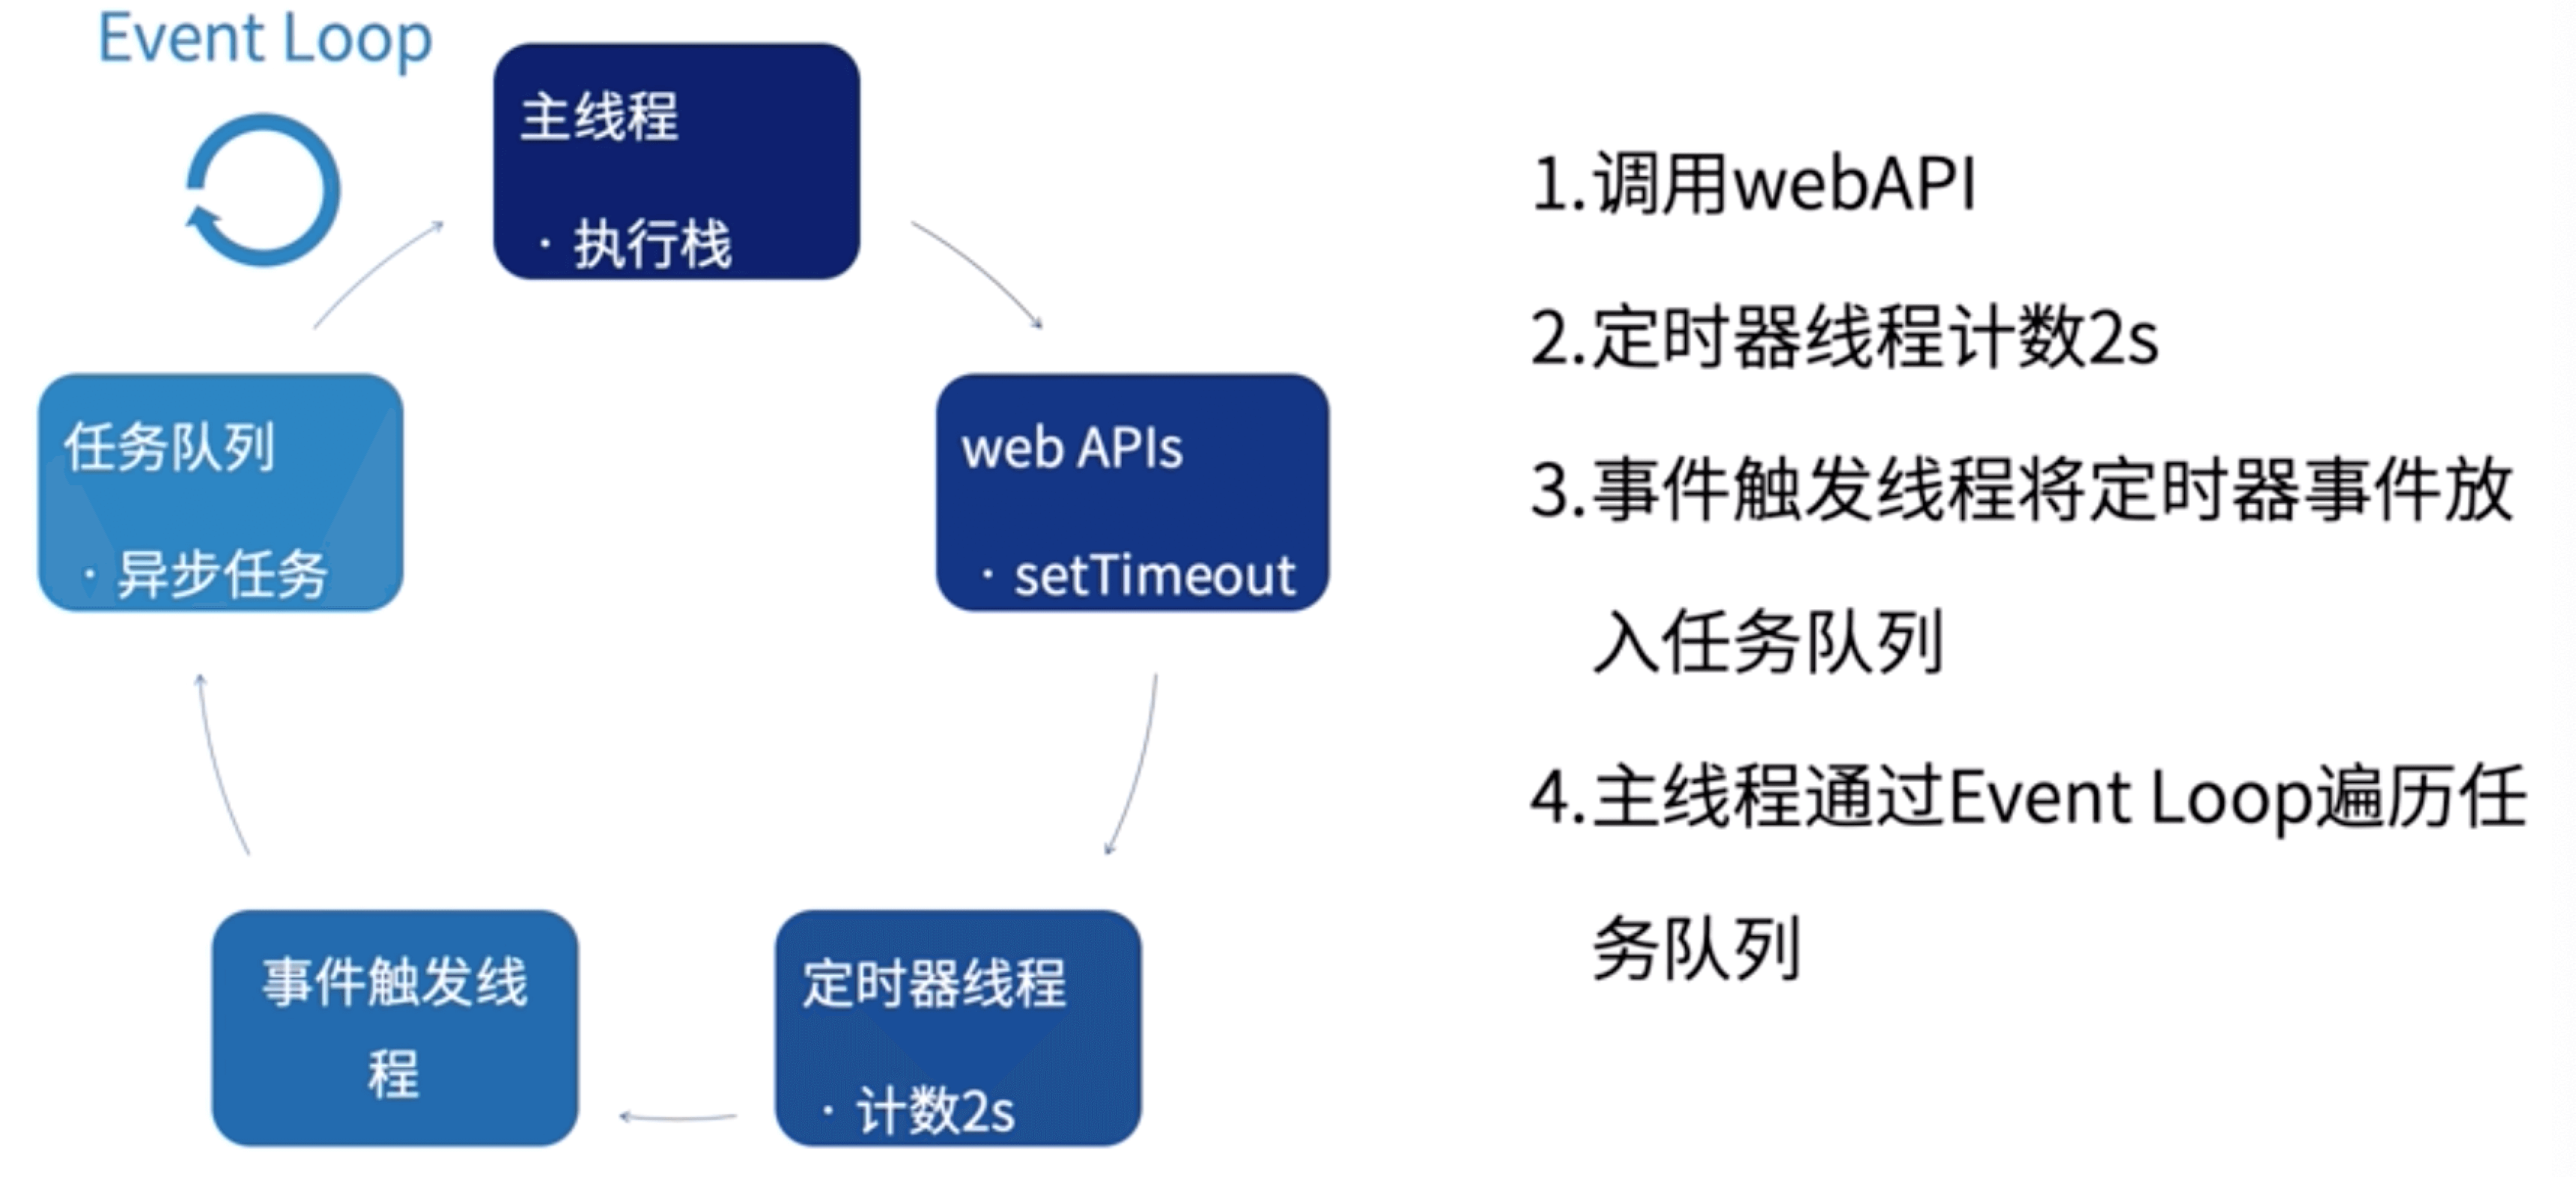 Event Loop
主线程
· 执行栈
web APIs
· setTimeout
定时器线程
· 计数2s
事件触发线
程
任务队列
· 异步任务
1.调用webAPI
2.定时器线程计数2s
3.事件触发线程将定时器事件放
入任务队列
4.主线程通过Event Loop遍历任
务队列